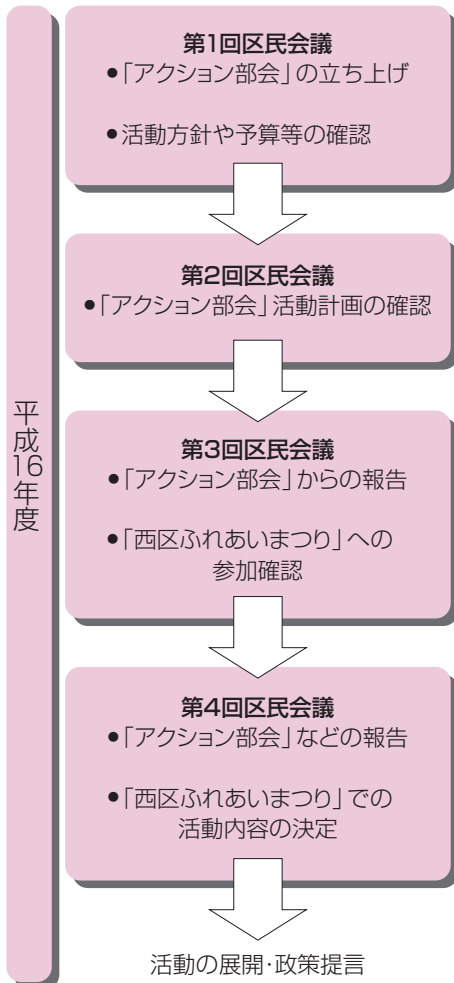 平成16年度
第1回区民会議
●「アクション部会」の立ち上げ
●活動方針や予算等の確認
第2回区民会議
●「アクション部会」活動計画の確認
第3回区民会議
●「アクション部会」からの報告
●「西区ふれあいまつり」への
参加確認
第4回区民会議
●「アクション部会」などの報告
●「西区ふれあいまつり」での
活動内容の決定
活動の展開・政策提言